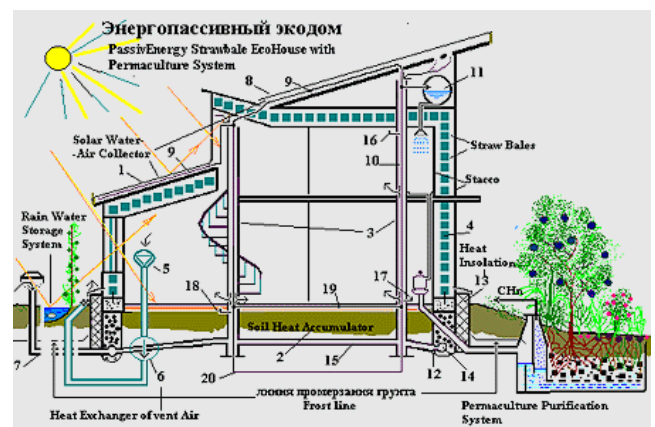 Энергопассивный экодом
PassivEnergy Strawbale EcoHouse with
Permaculture System
8
9
11
Solar Water-
-Air Collector
9
1
16
10
Straw Bales
Stacco
Rain Water
Storage
System
5
3
4
Heat
Insolation
13
17
CHn
18
19
Soil Heat Accumulator
2
7
6
15
12
14
20
линия промерзания грунта
Frost line
Heat Exhanger of vent Air
Permaculture Purification
System